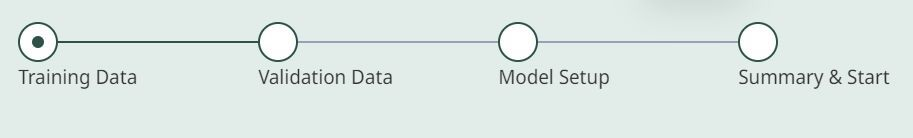 Training Data
Validation Data
Model Setup
Summary & Start